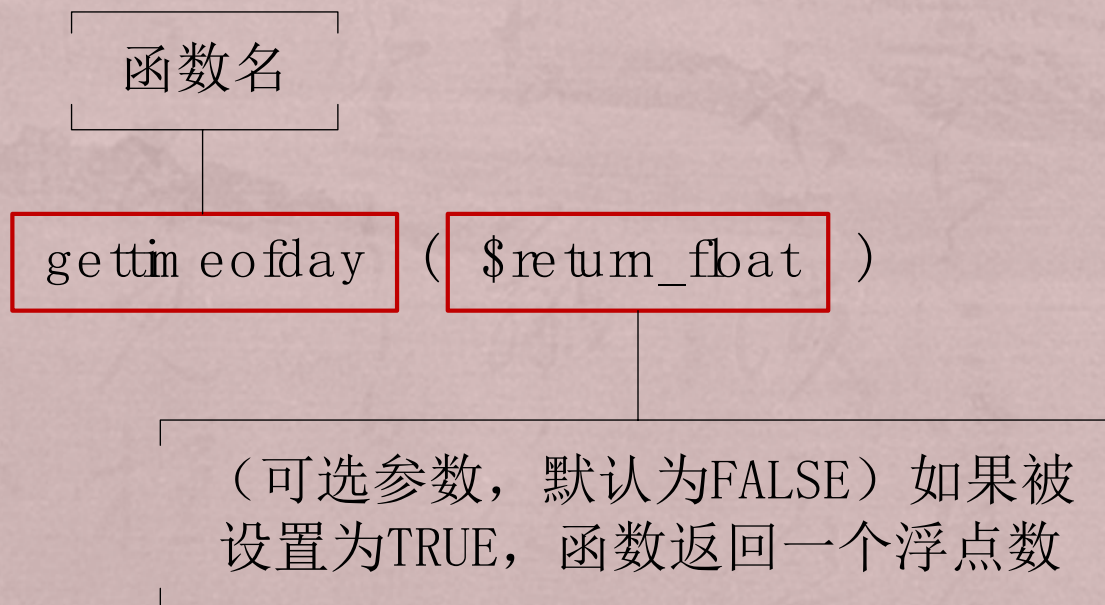 函数名
gettimeofday ( $return_float )
（可选参数，默认为FALSE）如果被
设置为TRUE，函数返回一个浮点数